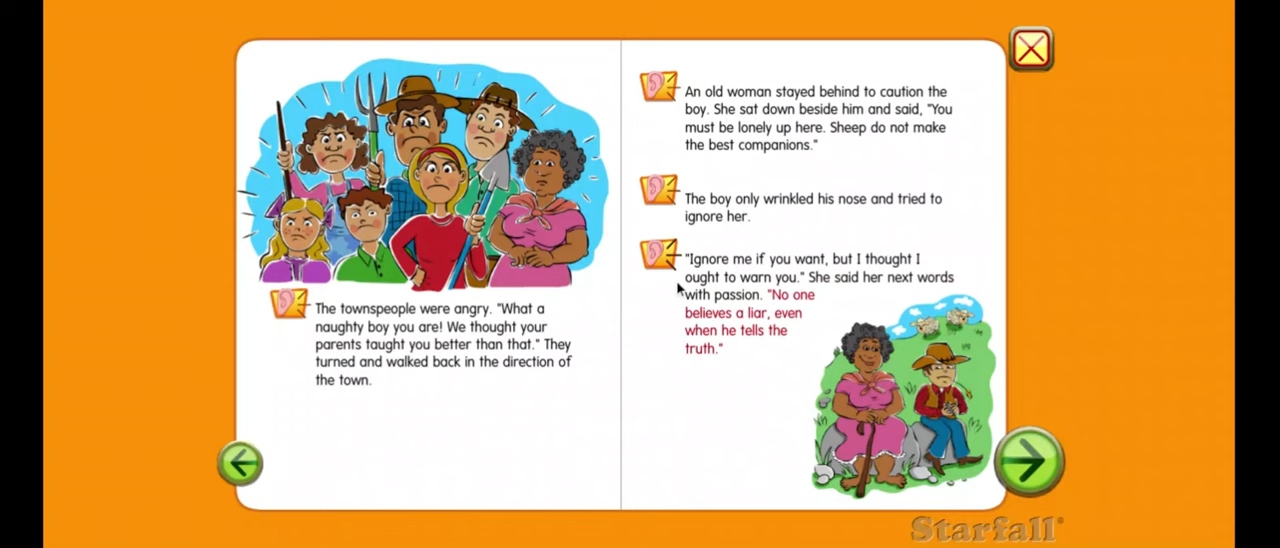 The townspeople were angry. "What a
naughty boy you are! We thought your
parents taught you better than that." They
turned and walked back in the direction of
the town.
An old woman stayed behind to caution the
boy. She sat down beside him and said, "You
must be lonely up here. Sheep do not make
the best companions."
The boy only wrinkled his nose and tried to
ignore her.
"Ignore me if you want, but I thought I
ought to warn you." She said her next words
with passion. "No one
believes a liar, even
when he tells the
truth."
Starfall